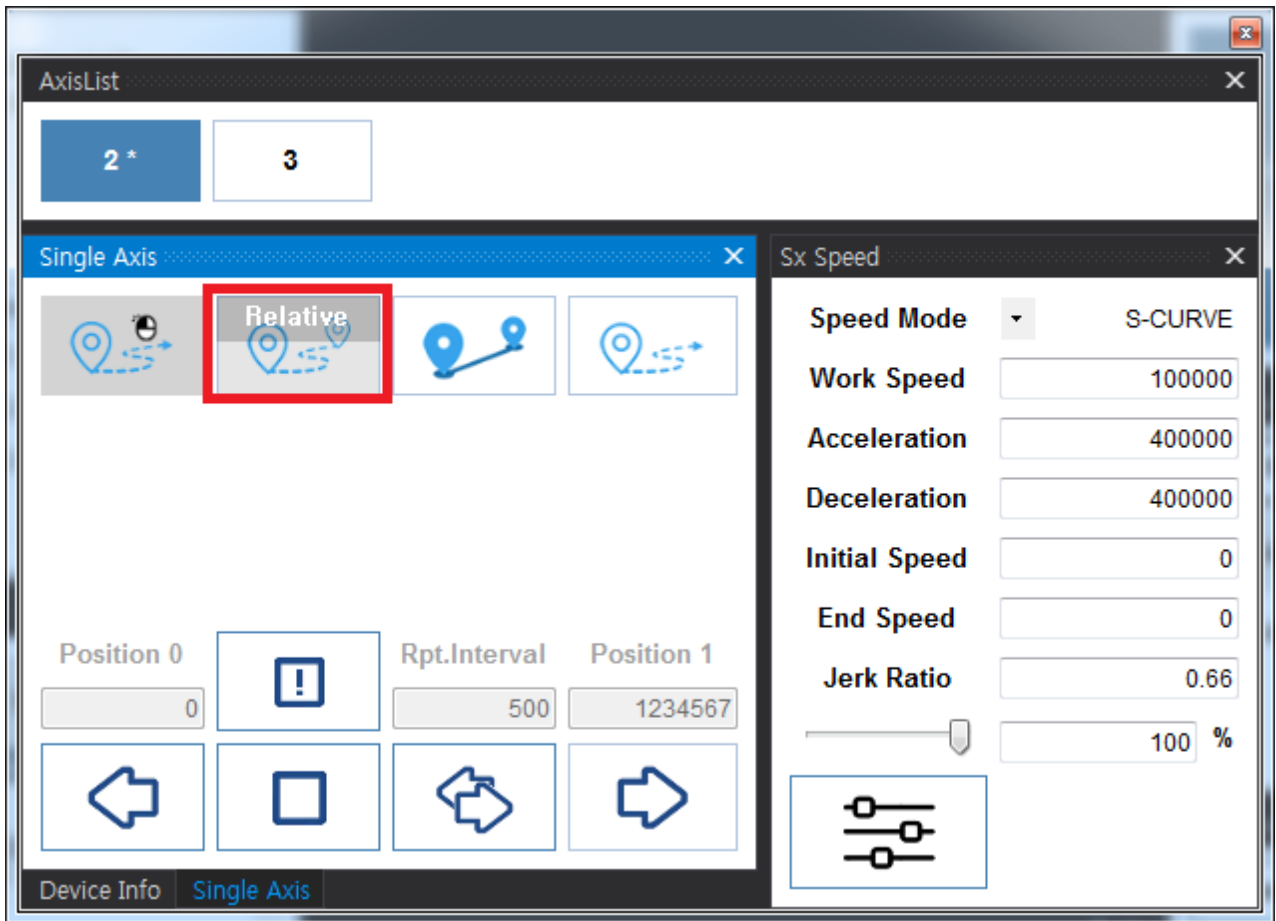 AxisList
2 *
3
Single Axis
Relative
Position 0
Rpt.Interval
Position 1
0
500
1234567
Device Info
Single Axis
Sx Speed
Speed Mode
S-CURVE
Work Speed
100000
Acceleration
400000
Deceleration
400000
Initial Speed
0
End Speed
0
Jerk Ratio
0.66
100 %